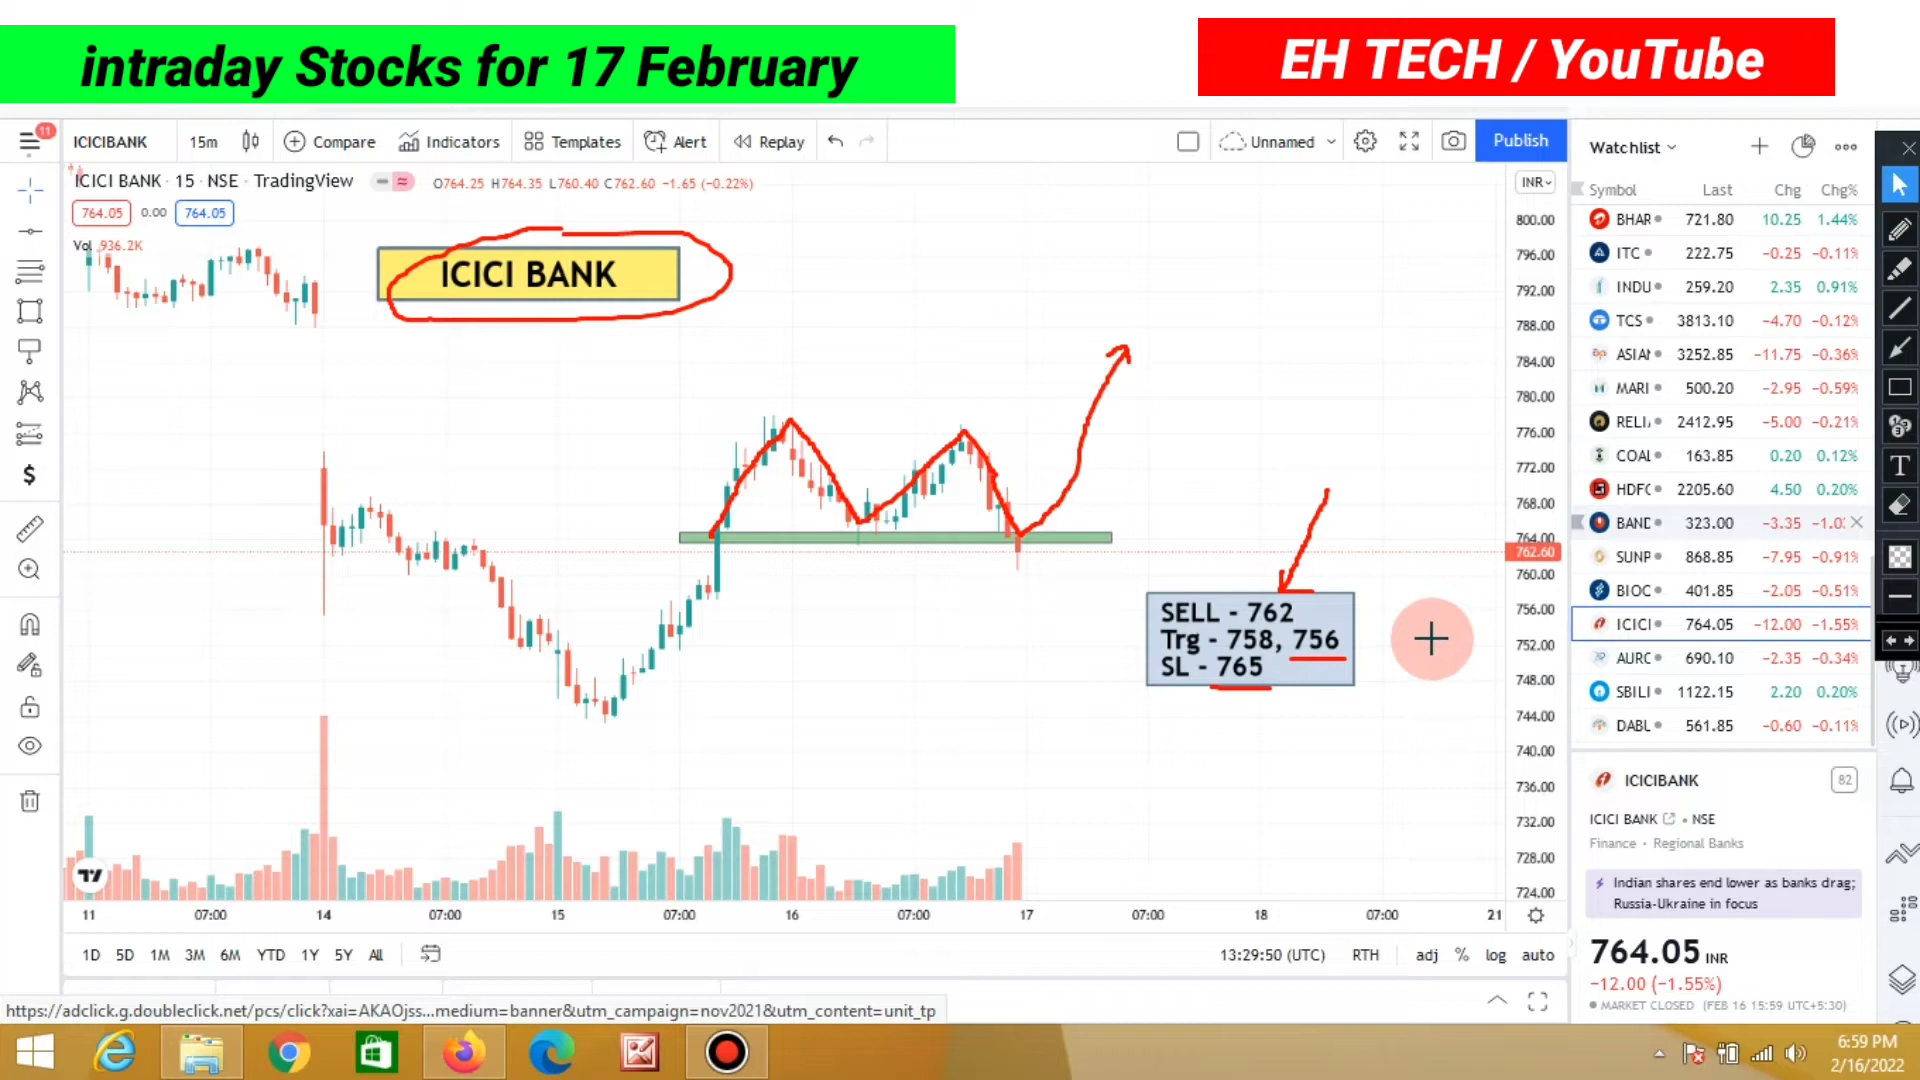 intraday Stocks for 17 February
EH TECH / YouTube
11
ICICIBANK
15m
Compare
Indicators
Templates
Alert
Replay
Unnamed
Publish
Watchlist
ICICI BANK · 15 · NSE · TradingView
O764.25 H764.35 L760.40 C762.60 −1.65 (−0.22%)
INR
764.05 0.00 764.05
Vol 936.2K
ICICI BANK
800.00
796.00
792.00
788.00
784.00
780.00
776.00
772.00
768.00
764.00
762.60
760.00
756.00
752.00
748.00
744.00
740.00
736.00
732.00
728.00
724.00
SELL - 762
Trg - 758, 756
SL - 765
11 07:00 14 07:00 15 07:00 16 07:00 17 07:00 18 07:00 21
1D 5D 1M 3M 6M YTD 1Y 5Y All
13:29:50 (UTC) RTH adj % log auto
Symbol Last Chg Chg%
BHAR 721.80 10.25 1.44%
ITC 222.75 −0.25 −0.11%
INDU 259.20 2.35 0.91%
TCS 3813.10 −4.70 −0.12%
ASIAN 3252.85 −11.75 −0.36%
MARI 500.20 −2.95 −0.59%
RELI 2412.95 −5.00 −0.21%
COAL 163.85 0.20 0.12%
HDFC 2205.60 4.50 0.20%
BAND 323.00 −3.35 −1.0
SUNP 868.85 −7.95 −0.91%
BIOC 401.85 −2.05 −0.51%
ICICI 764.05 −12.00 −1.55%
AURO 690.10 −2.35 −0.34%
SBILI 1122.15 2.20 0.20%
DABU 561.85 −0.60 −0.11%
ICICIBANK
82
ICICI BANK NSE
Finance · Regional Banks
Indian shares end lower as banks drag;
Russia-Ukraine in focus
764.05 INR
−12.00 (−1.55%)
MARKET CLOSED (FEB 16 15:59 UTC+5:30)
https://adclick.g.doubleclick.net/pcs/click?xai=AKAOjss...medium=banner&utm_campaign=nov2021&utm_content=unit_tp
6:59 PM
2/16/2022